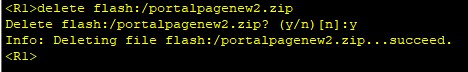 <R1>delete flash:/portalpagenew2.zip
Delete flash:/portalpagenew2.zip? (y/n)[n]:y
Info: Deleting file flash:/portalpagenew2.zip...succeed.
<R1>